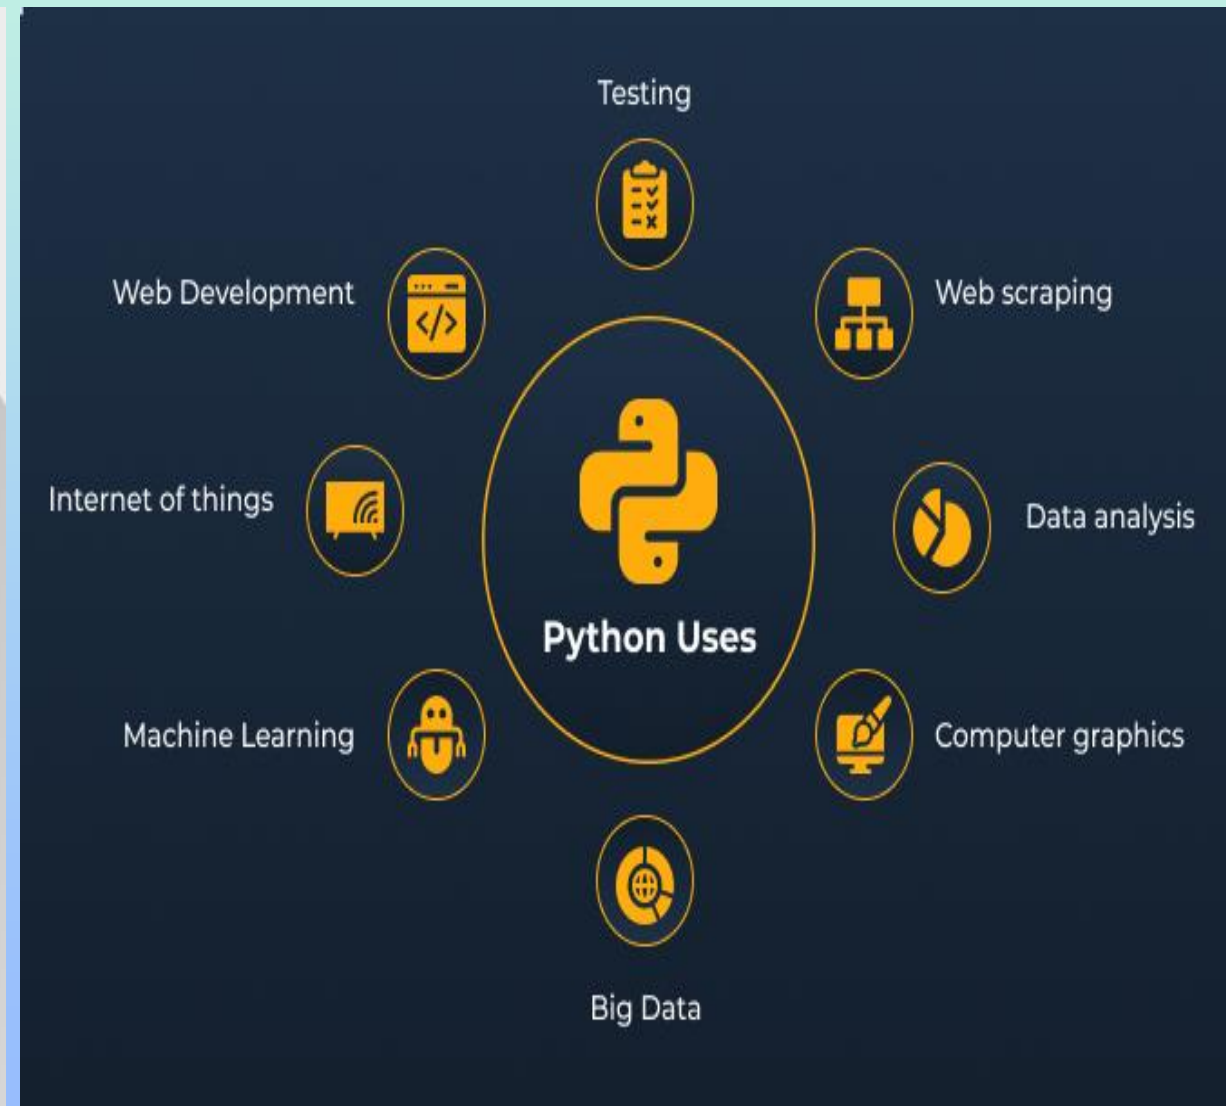 Testing
Web Development
Web scraping
Internet of things
Data analysis
Python Uses
Machine Learning
Computer graphics
Big Data